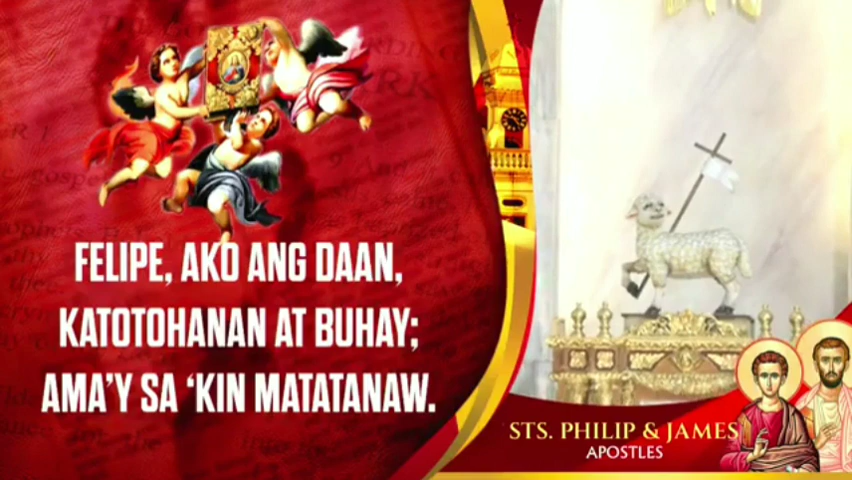 FELIPE, AKO ANG DAAN,
KATOTOHANAN AT BUHAY;
AMA'Y SA 'KIN MATATANAW.
STS. PHILIP & JAMES
APOSTLES